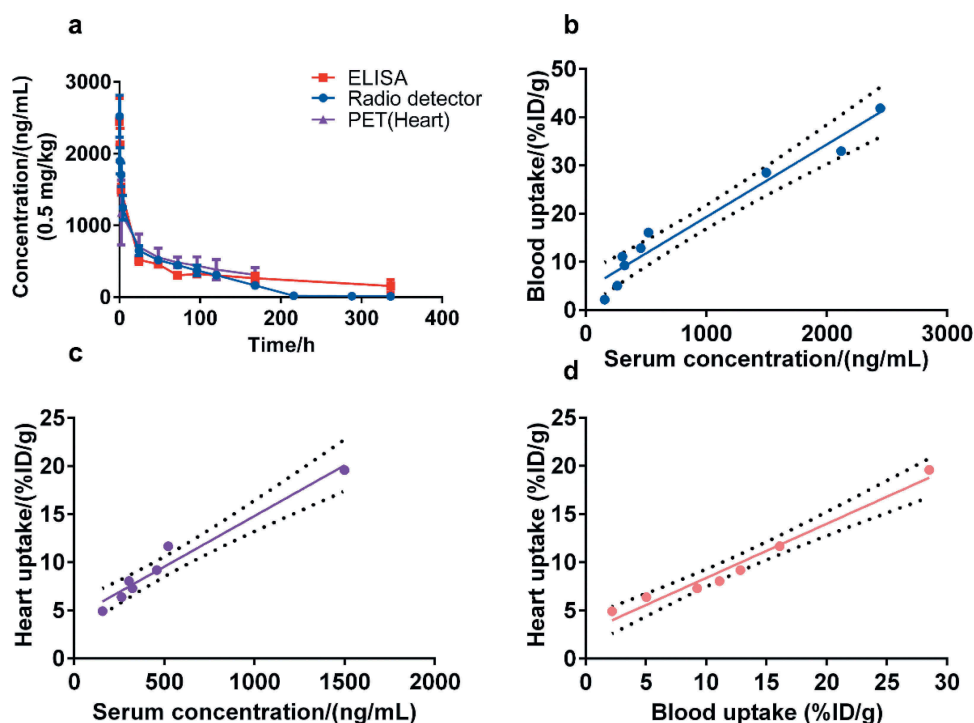 a
Concentration/(ng/mL)
(0.5 mg/kg)
3000
2000
1000
0
0 100 200 300 400
Time/h
ELISA
Radio detector
PET(Heart)
b
Blood uptake/(%ID/g)
50
40
30
20
10
0
0 1000 2000 3000
Serum concentration/(ng/mL)
c
Heart uptake/(%ID/g)
25
20
15
10
5
0
0 500 1000 1500 2000
Serum concentration/(ng/mL)
d
Heart uptake (%ID/g)
25
20
15
10
5
0
0 5 10 15 20 25 30
Blood uptake (%ID/g)